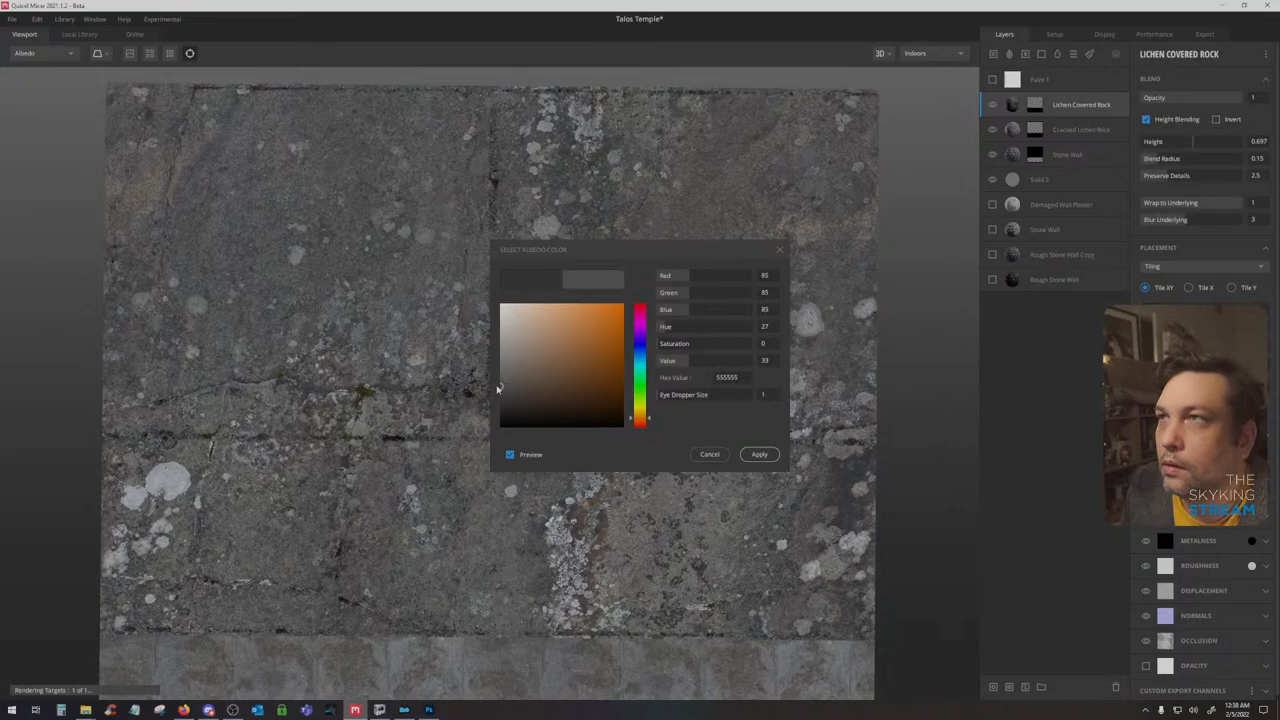 Quixel Mixer 2021.1.2 - Beta
File Edit Library Window Help Experimental
Talos Temple*
Viewport Local Library Online
Layers Setup Display Performance Export
Albedo
3D Indoors
LICHEN COVERED ROCK
BLEND
Opacity 1
Height Blending Invert
Height 0.697
Blend Radius 0.15
Preserve Details 2.5
Wrap to Underlying 1
Blur Underlying 3
PLACEMENT
Tiling
Tile XY Tile X Tile Y
Paint 1
Lichen Covered Rock
Cracked Lichen Rock
Stone Wall
Solid 2
Damaged Wall Plaster
Stone Wall
Rough Stone Wall Copy
Rough Stone Wall
SELECT ALBEDO COLOR
Red 85
Green 85
Blue 85
Hue 27
Saturation 0
Value 33
Hex Value : 555555
Eye Dropper Size 1
Preview
Cancel Apply
THE
SKYKING
STREAM
METALNESS
ROUGHNESS
DISPLACEMENT
NORMALS
OCCLUSION
OPACITY
CUSTOM EXPORT CHANNELS
Rendering Targets : 1 of 1...
12:38 AM
2/5/2022